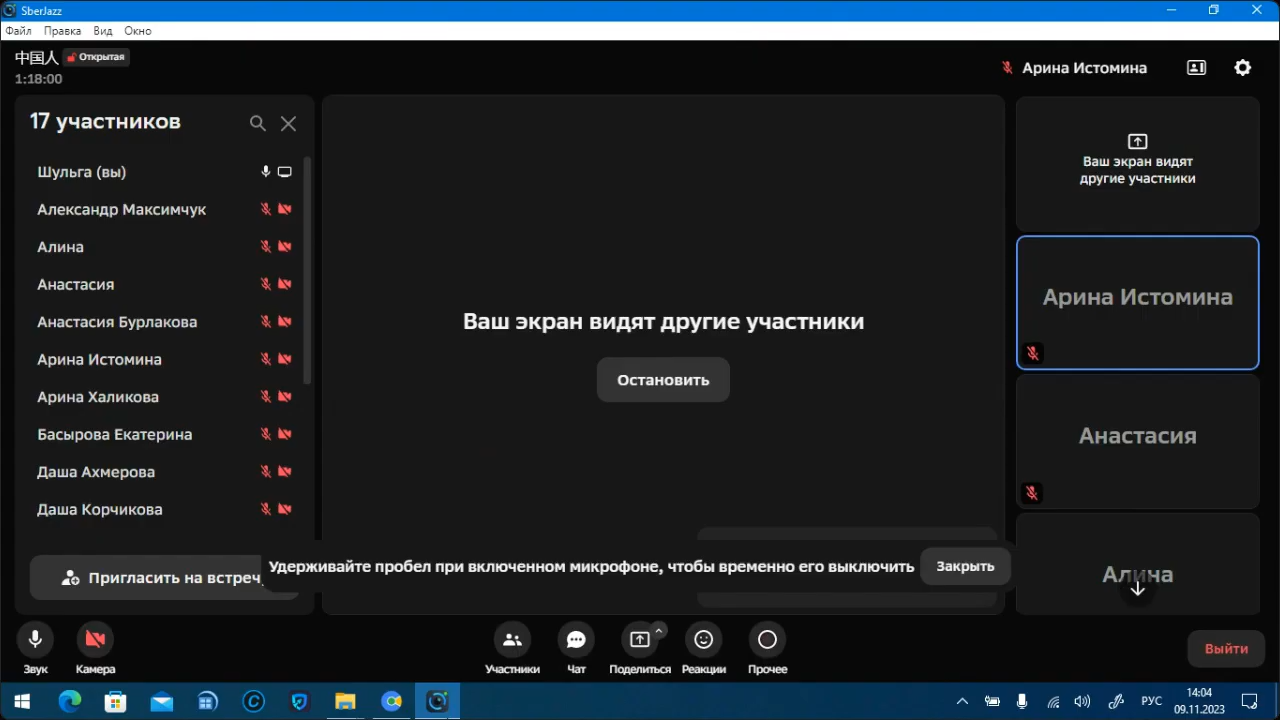 SberJazz
Файл Правка Вид Окно
中国人 Открытая
1:18:00
Арина Истомина
17 участников
Шульга (вы)
Александр Максимчук
Алина
Анастасия
Анастасия Бурлакова
Арина Истомина
Арина Халикова
Басырова Екатерина
Даша Ахмерова
Даша Корчикова
Пригласить на встреч
Ваш экран видят другие участники
Остановить
Удерживайте пробел при включенном микрофоне, чтобы временно его выключить
Закрыть
Ваш экран видят
другие участники
Арина Истомина
Анастасия
Алина
Звук Камера Участники Чат Поделиться Реакции Прочее Выйти
РУС
14:04
09.11.2023